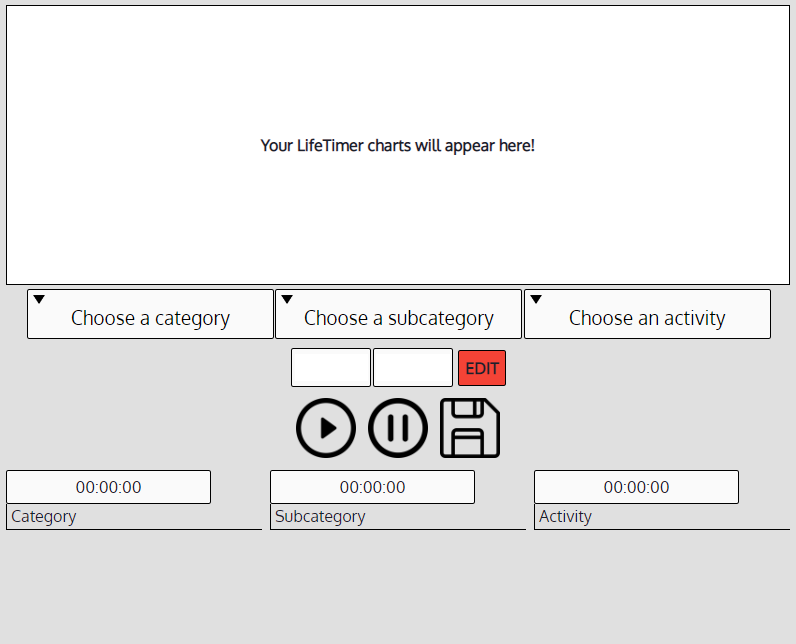 Your LifeTimer charts will appear here!
Choose a category
Choose a subcategory
Choose an activity
EDIT
00:00:00
00:00:00
00:00:00
Category
Subcategory
Activity